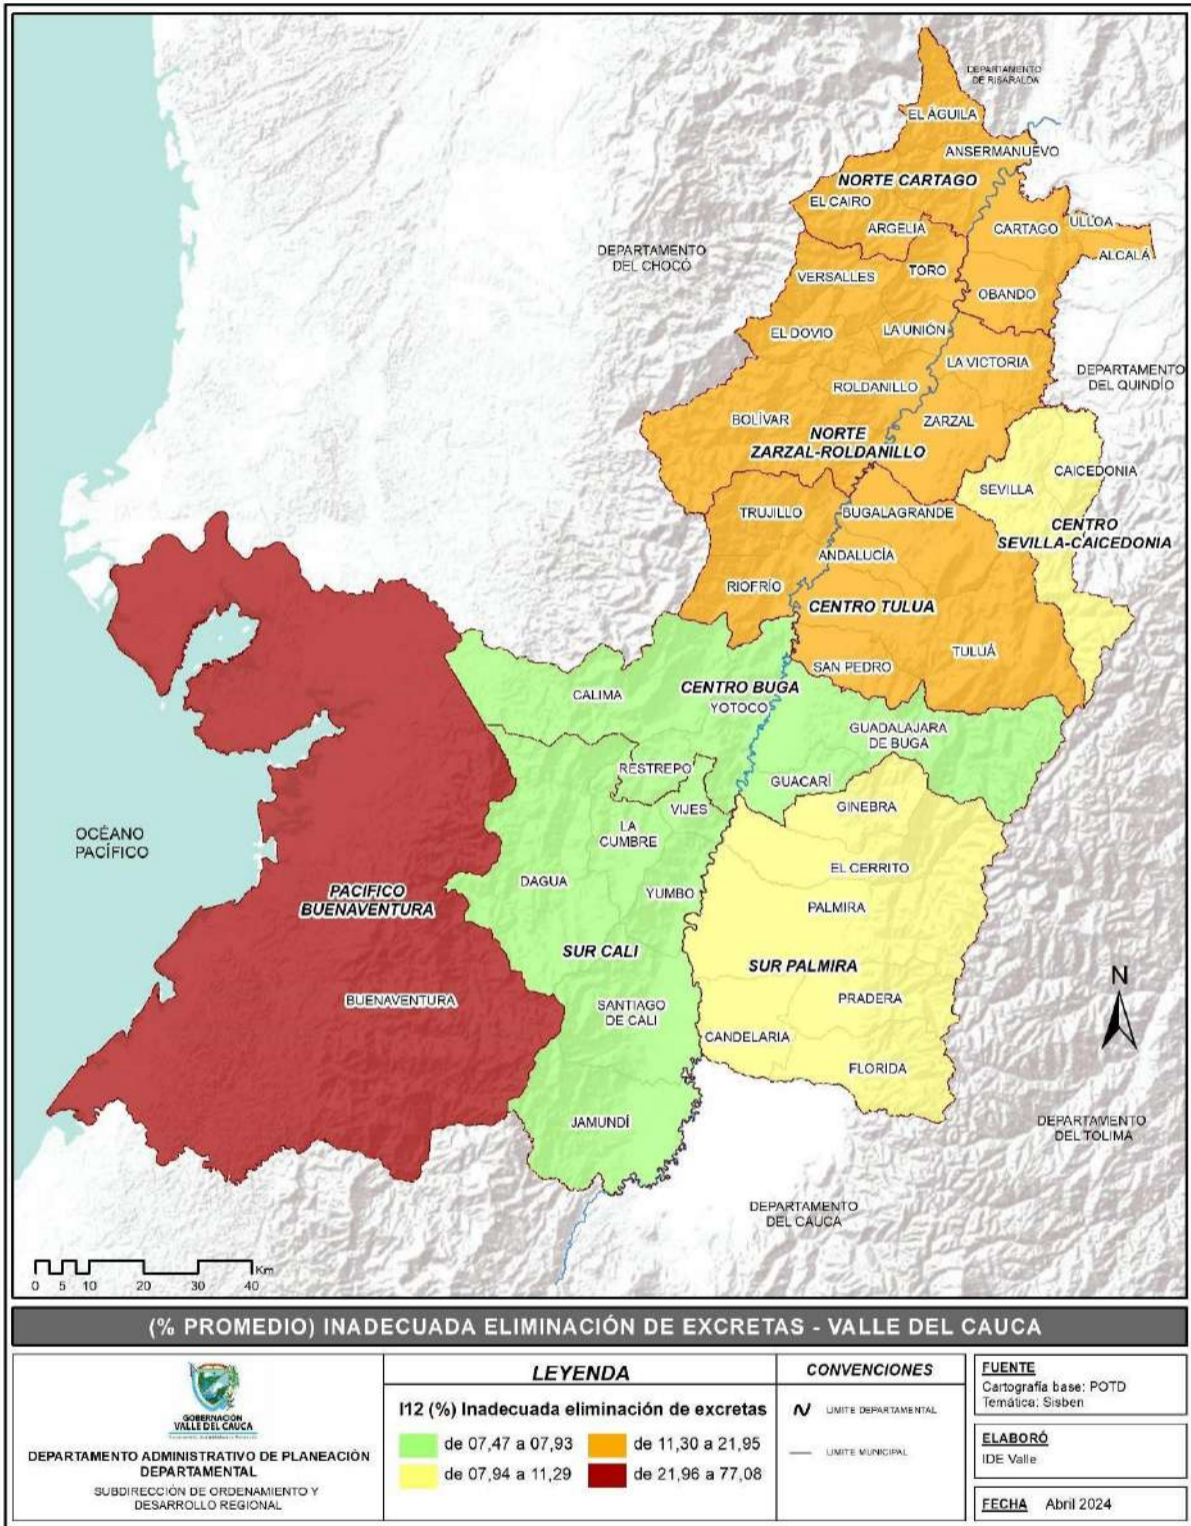 DEPARTAMENTO
DE RISARALDA
EL ÁGUILA
ANSERMANUEVO
NORTE CARTAGO
EL CAIRO
ARGELIA
CARTAGO
ÚLLOA
ALCALÁ
DEPARTAMENTO
DEL CHOCÓ
VERSALLES
TORO
OBANDO
EL DOVIO
LA UNIÓN
LA VICTORIA
DEPARTAMENTO
DEL QUINDÍO
ROLDANILLO
BOLÍVAR
ZARZAL
NORTE
ZARZAL-ROLDANILLO
CAICEDONIA
SEVILLA
CENTRO
SEVILLA-CAICEDONIA
TRUJILLO
BUGALAGRANDE
ANDALUCÍA
RIOFRÍO
CENTRO TULUA
SAN PEDRO
TULUÁ
CALIMA
CENTRO BUGA
YOTOCO
GUADALAJARA
DE BUGA
RESTREPO
GUACARÍ
VIJES
GINEBRA
LA
CUMBRE
OCÉANO
PACÍFICO
EL CERRITO
DAGUA
YUMBO
PALMIRA
PACIFICO
BUENAVENTURA
SUR CALI
SUR PALMIRA
N
BUENAVENTURA
SANTIAGO
DE CALI
PRADERA
CANDELARIA
FLORIDA
JAMUNDÍ
DEPARTAMENTO
DEL TOLIMA
DEPARTAMENTO
DEL CAUCA
Km
0 5 10 20 30 40
(% PROMEDIO) INADECUADA ELIMINACIÓN DE EXCRETAS - VALLE DEL CAUCA
GOBERNACIÓN
VALLE DEL CAUCA
DEPARTAMENTO ADMINISTRATIVO DE PLANEACIÓN
DEPARTAMENTAL
SUBDIRECCIÓN DE ORDENAMIENTO Y
DESARROLLO REGIONAL
LEYENDA
I12 (%) Inadecuada eliminación de excretas
de 07,47 a 07,93
de 11,30 a 21,95
de 07,94 a 11,29
de 21,96 a 77,08
CONVENCIONES
LIMITE DEPARTAMENTAL
LIMITE MUNICIPAL
FUENTE
Cartografía base: POTD
Temática: Sisben
ELABORÓ
IDE Valle
FECHA Abril 2024